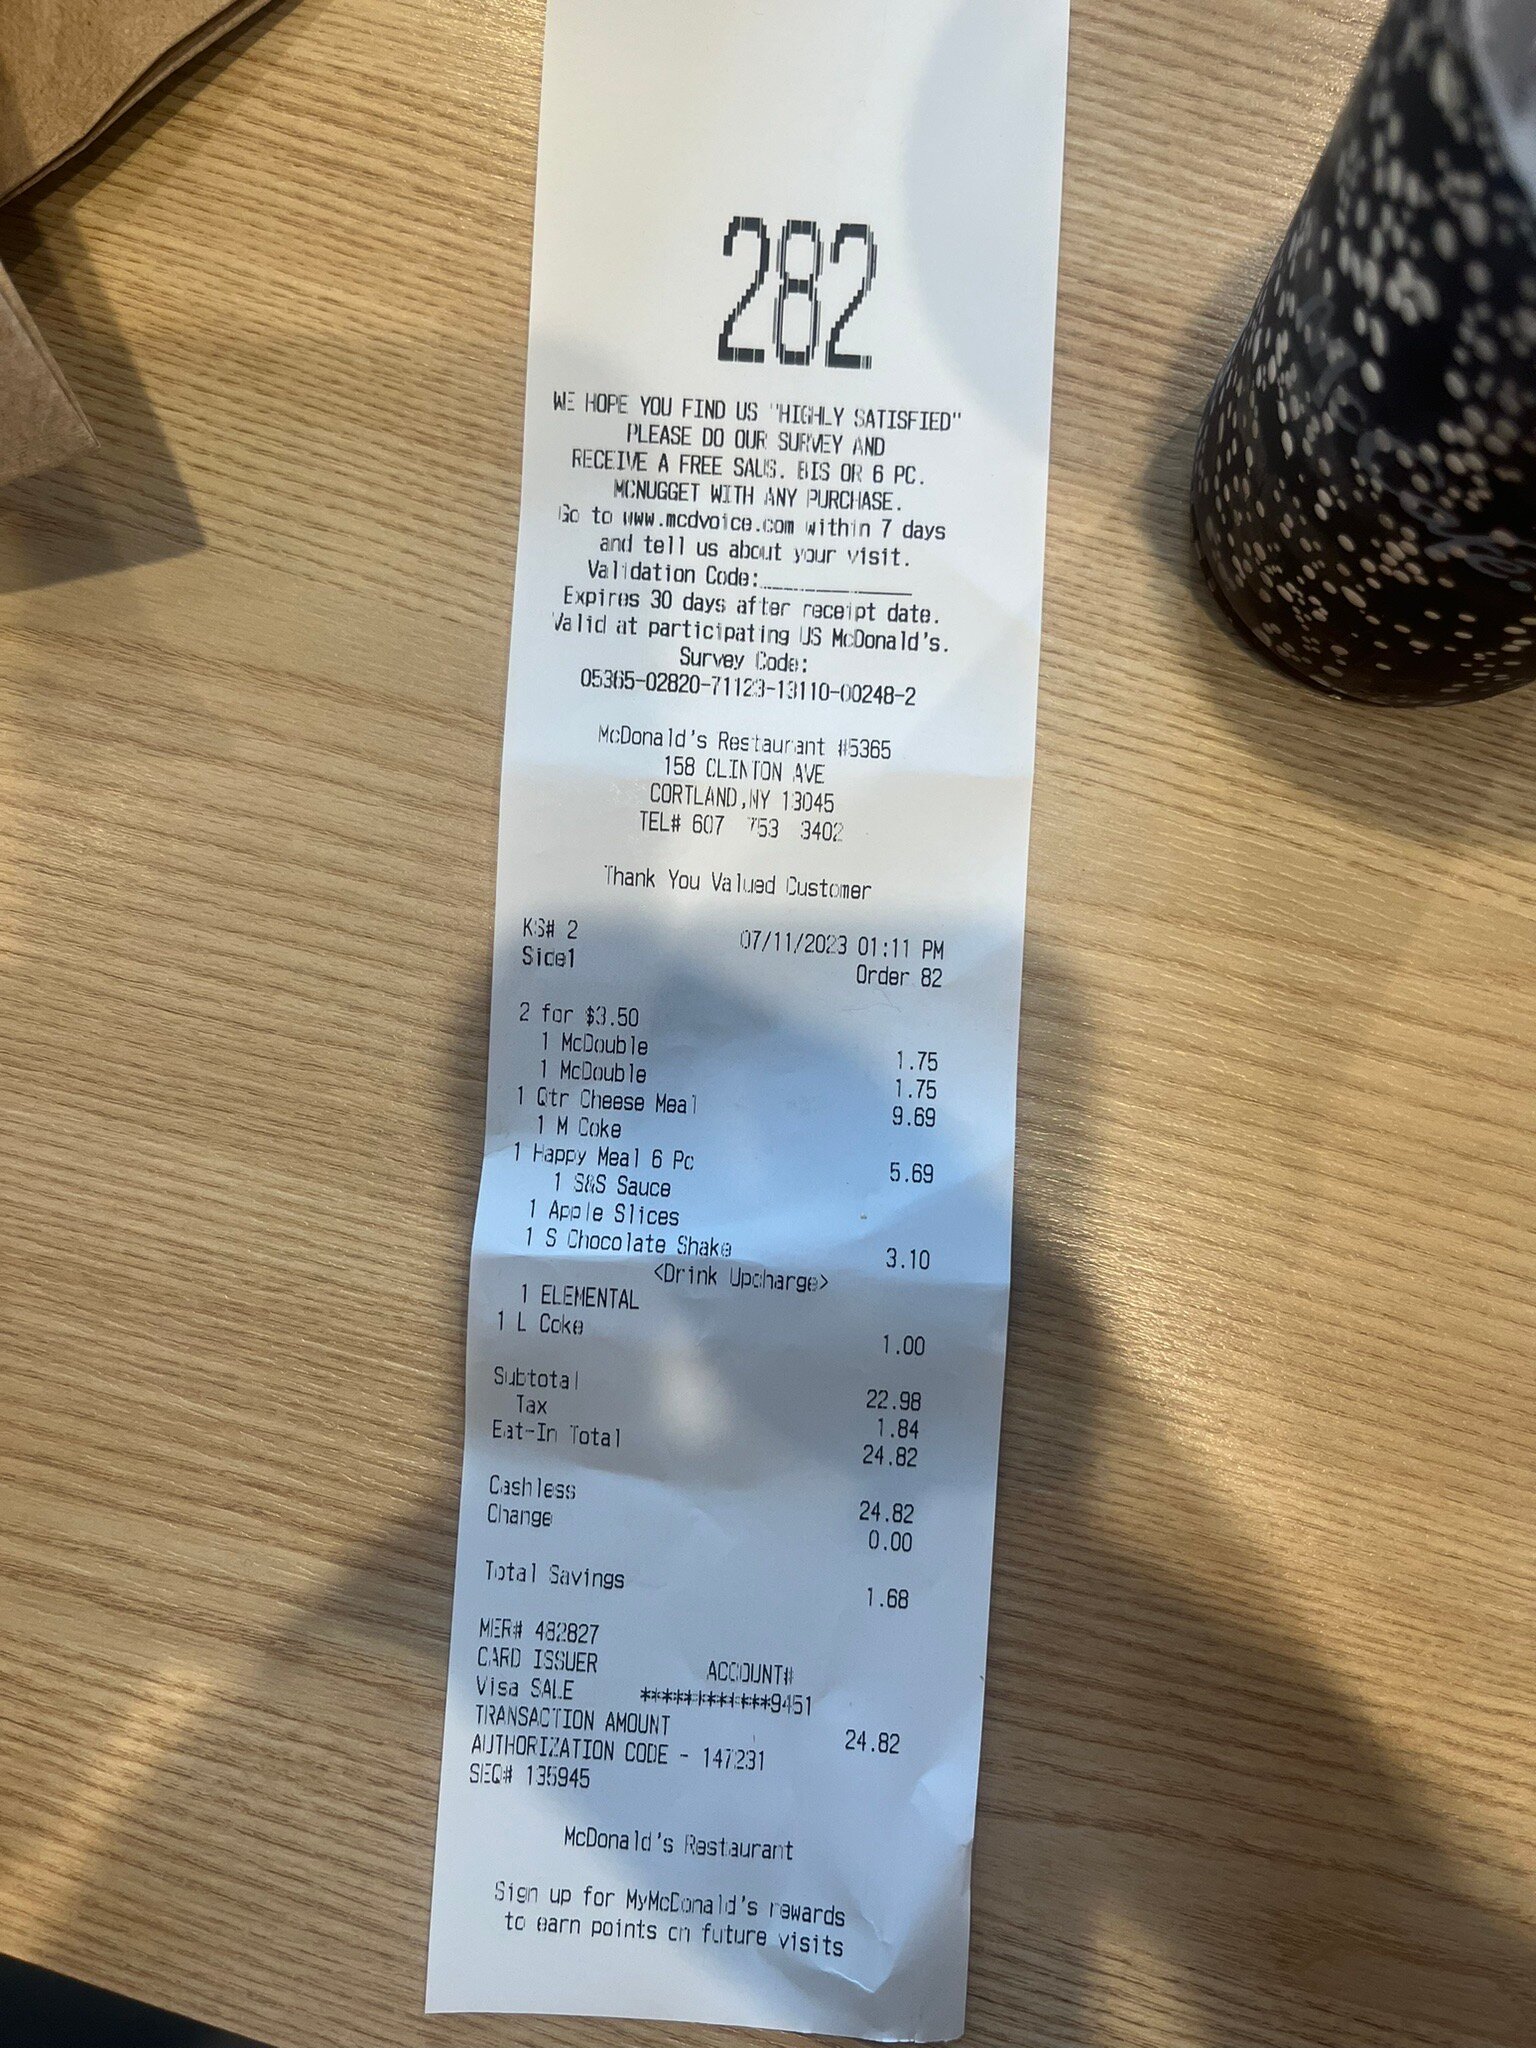 282
WE HOPE YOU FIND US "HIGHLY SATISFIED"
PLEASE DO OUR SURVEY AND
RECEIVE A FREE SAUS. BIS OR 6 PC.
MCNUGGET WITH ANY PURCHASE.
Go to www.mcdvoice.com within 7 days
and tell us about your visit.
Validation Code:____________
Expires 30 days after receipt date.
Valid at participating US McDonald's.
Survey Code:
05365-02820-71123-13110-00248-2
McDonald's Restaurant #5365
158 CLINTON AVE
CORTLAND,NY 13045
TEL# 607 753 3402
Thank You Valued Customer
KS# 2 07/11/2023 01:11 PM
Side1 Order 82
2 for $3.50
1 McDouble 1.75
1 McDouble 1.75
1 Qtr Cheese Meal 9.69
1 M Coke
1 Happy Meal 6 Pc 5.69
1 S&S Sauce
1 Apple Slices
1 S Chocolate Shake 3.10
<Drink Upcharge>
1 ELEMENTAL
1 L Coke 1.00
Subtotal 22.98
Tax 1.84
Eat-In Total 24.82
Cashless 24.82
Change 0.00
Total Savings 1.68
MER# 482827
CARD ISSUER ACCOUNT#
Visa SALE ************9451
TRANSACTION AMOUNT 24.82
AUTHORIZATION CODE - 147231
SEQ# 135945
McDonald's Restaurant
Sign up for MyMcDonald's rewards
to earn points on future visits